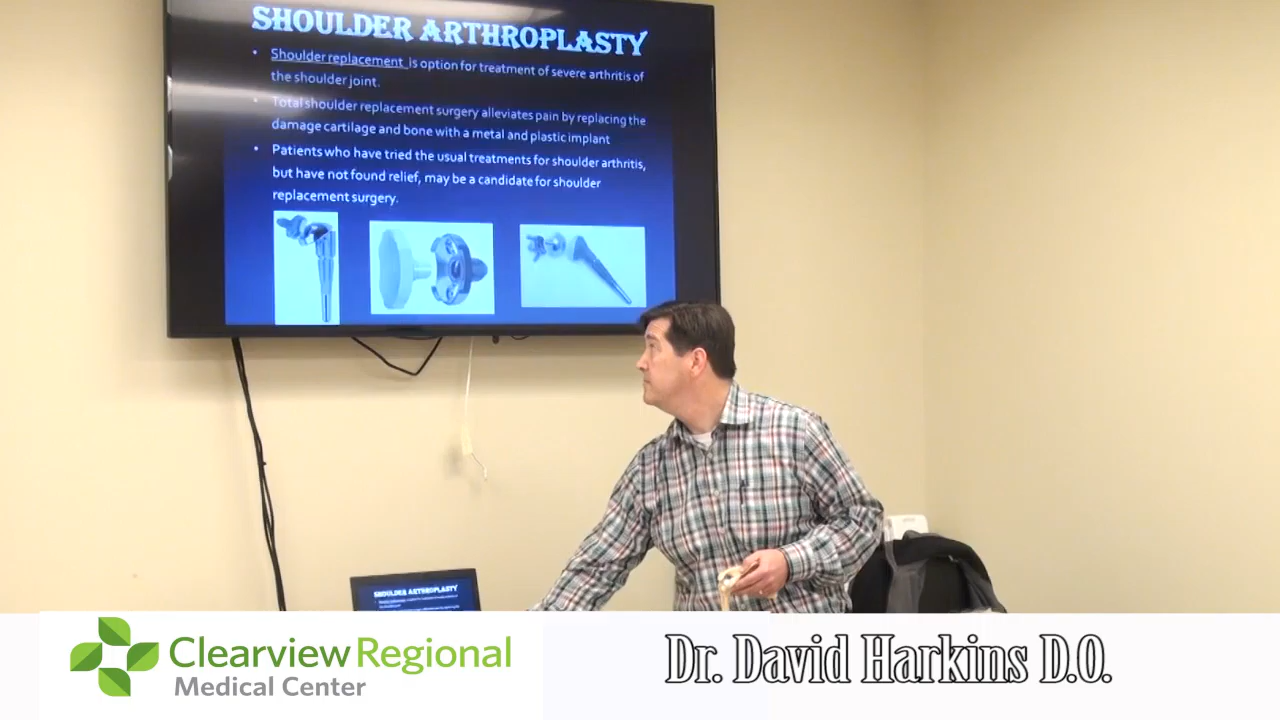 SHOULDER ARTHROPLASTY
• Shoulder replacement is option for treatment of severe arthritis of
the shoulder joint.
• Total shoulder replacement surgery alleviates pain by replacing the
damage cartilage and bone with a metal and plastic implant
• Patients who have tried the usual treatments for shoulder arthritis,
but have not found relief, may be a candidate for shoulder
replacement surgery.
SHOULDER ARTHROPLASTY
Clearview Regional
Medical Center
Dr. David Harkins D.O.